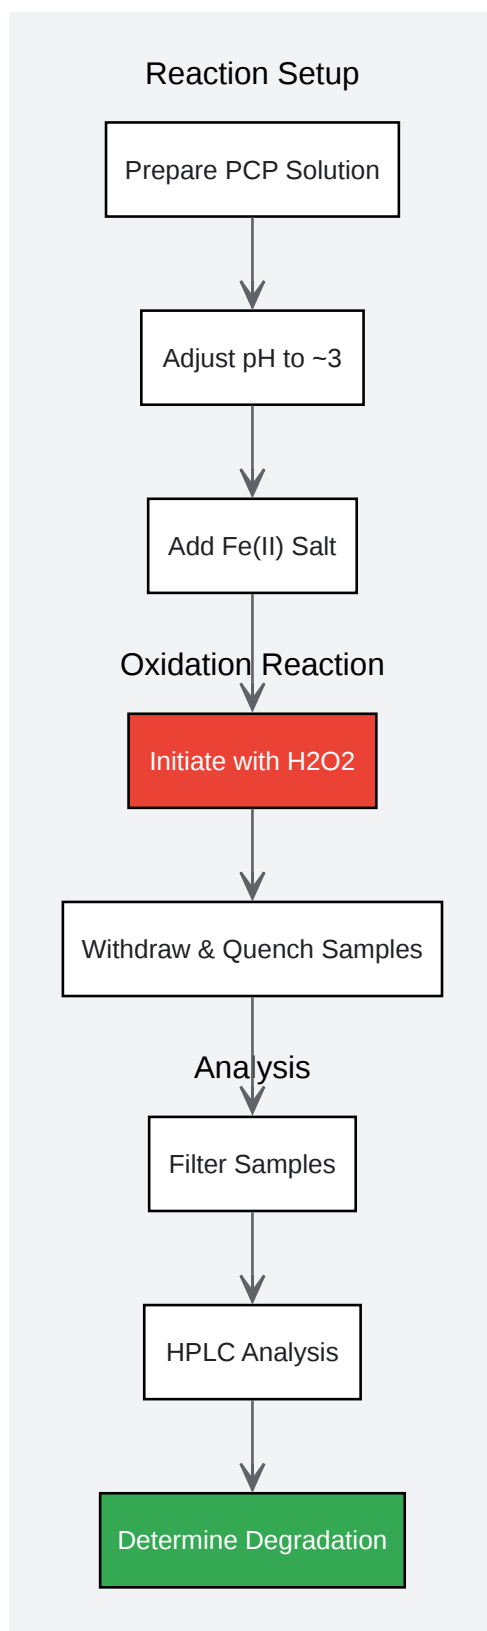 Reaction Setup
Prepare PCP Solution
Adjust pH to ~3
Add Fe(II) Salt
Oxidation Reaction
Initiate with H2O2
Withdraw & Quench Samples
Analysis
Filter Samples
HPLC Analysis
Determine Degradation